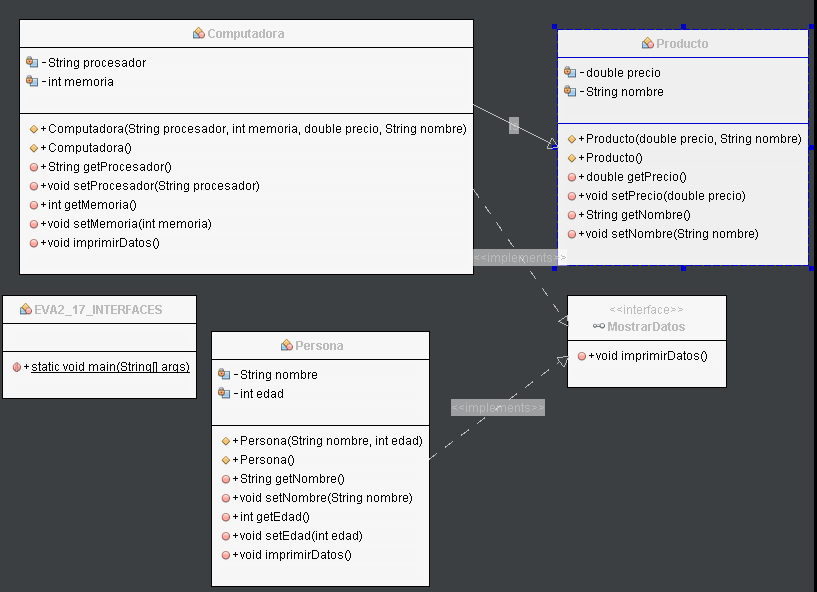 Computadora
-String procesador
-int memoria
+Computadora(String procesador, int memoria, double precio, String nombre)
+Computadora()
+String getProcesador()
+void setProcesador(String procesador)
+int getMemoria()
+void setMemoria(int memoria)
+void imprimirDatos()
Producto
-double precio
-String nombre
+Producto(double precio, String nombre)
+Producto()
+double getPrecio()
+void setPrecio(double precio)
+String getNombre()
+void setNombre(String nombre)
<<implements>>
EVA2_17_INTERFACES
+static void main(String[] args)
Persona
-String nombre
-int edad
+Persona(String nombre, int edad)
+Persona()
+String getNombre()
+void setNombre(String nombre)
+int getEdad()
+void setEdad(int edad)
+void imprimirDatos()
<<implements>>
<<interface>>
MostrarDatos
+void imprimirDatos()